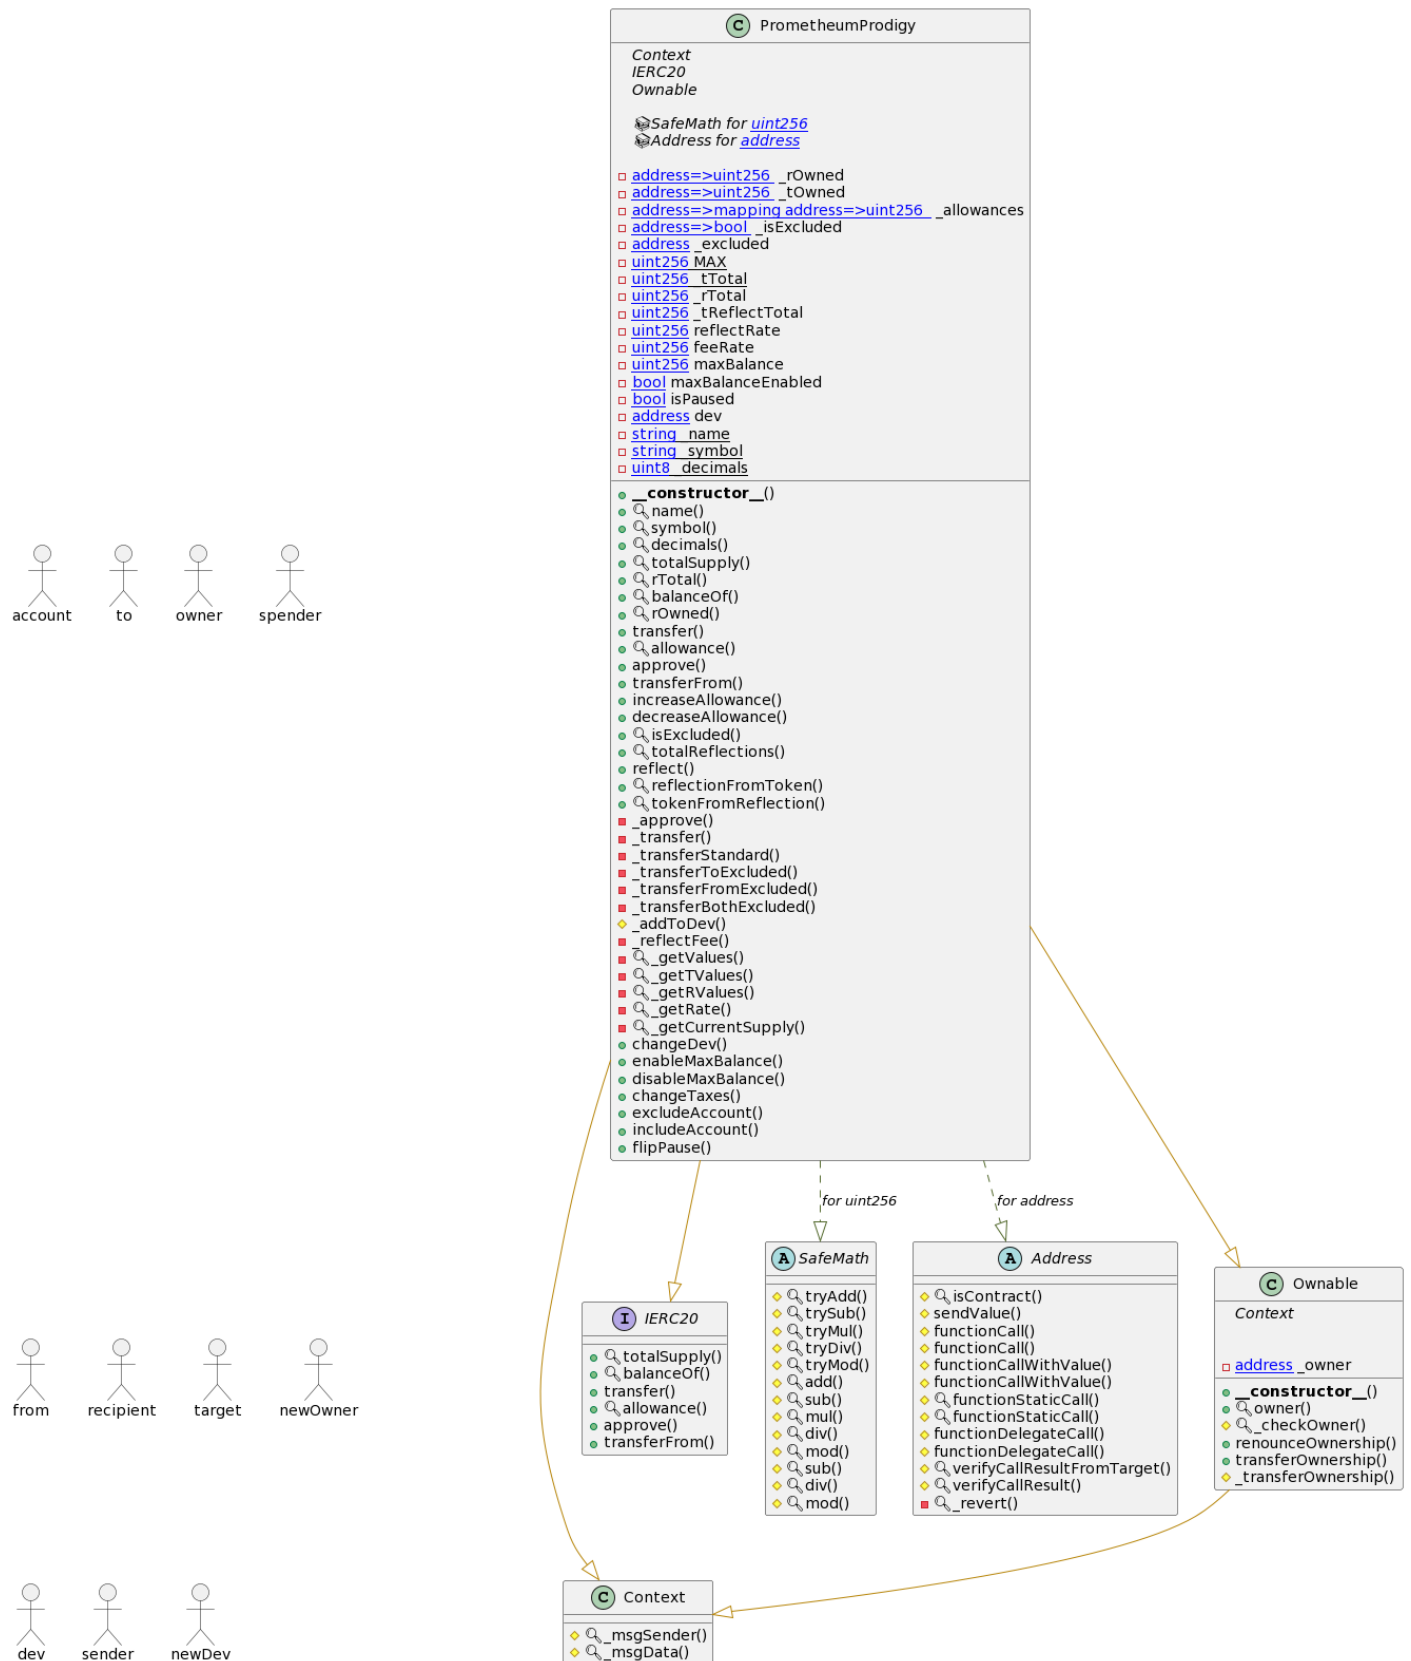 C PrometheumProdigy
Context
IERC20
Ownable
SafeMath for uint256
Address for address
address=>uint256 _rOwned
address=>uint256 _tOwned
address=>mapping address=>uint256 _allowances
address=>bool _isExcluded
address _excluded
uint256 MAX
uint256 _tTotal
uint256 _rTotal
uint256 _tReflectTotal
uint256 reflectRate
uint256 feeRate
uint256 maxBalance
bool maxBalanceEnabled
bool isPaused
address dev
string _name
string _symbol
uint8 _decimals
__constructor__()
name()
symbol()
decimals()
totalSupply()
rTotal()
balanceOf()
rOwned()
transfer()
allowance()
approve()
transferFrom()
increaseAllowance()
decreaseAllowance()
isExcluded()
totalReflections()
reflect()
reflectionFromToken()
tokenFromReflection()
_approve()
_transfer()
_transferStandard()
_transferToExcluded()
_transferFromExcluded()
_transferBothExcluded()
_addToDev()
_reflectFee()
_getValues()
_getTValues()
_getRValues()
_getRate()
_getCurrentSupply()
changeDev()
enableMaxBalance()
disableMaxBalance()
changeTaxes()
excludeAccount()
includeAccount()
flipPause()
account to owner spender
for uint256
for address
I IERC20
totalSupply()
balanceOf()
transfer()
allowance()
approve()
transferFrom()
A SafeMath
tryAdd()
trySub()
tryMul()
tryDiv()
tryMod()
add()
sub()
mul()
div()
mod()
sub()
div()
mod()
A Address
isContract()
sendValue()
functionCall()
functionCall()
functionCallWithValue()
functionCallWithValue()
functionStaticCall()
functionStaticCall()
functionDelegateCall()
functionDelegateCall()
verifyCallResultFromTarget()
verifyCallResult()
_revert()
C Ownable
Context
address _owner
__constructor__()
owner()
_checkOwner()
renounceOwnership()
transferOwnership()
_transferOwnership()
from recipient target newOwner
C Context
_msgSender()
_msgData()
dev sender newDev